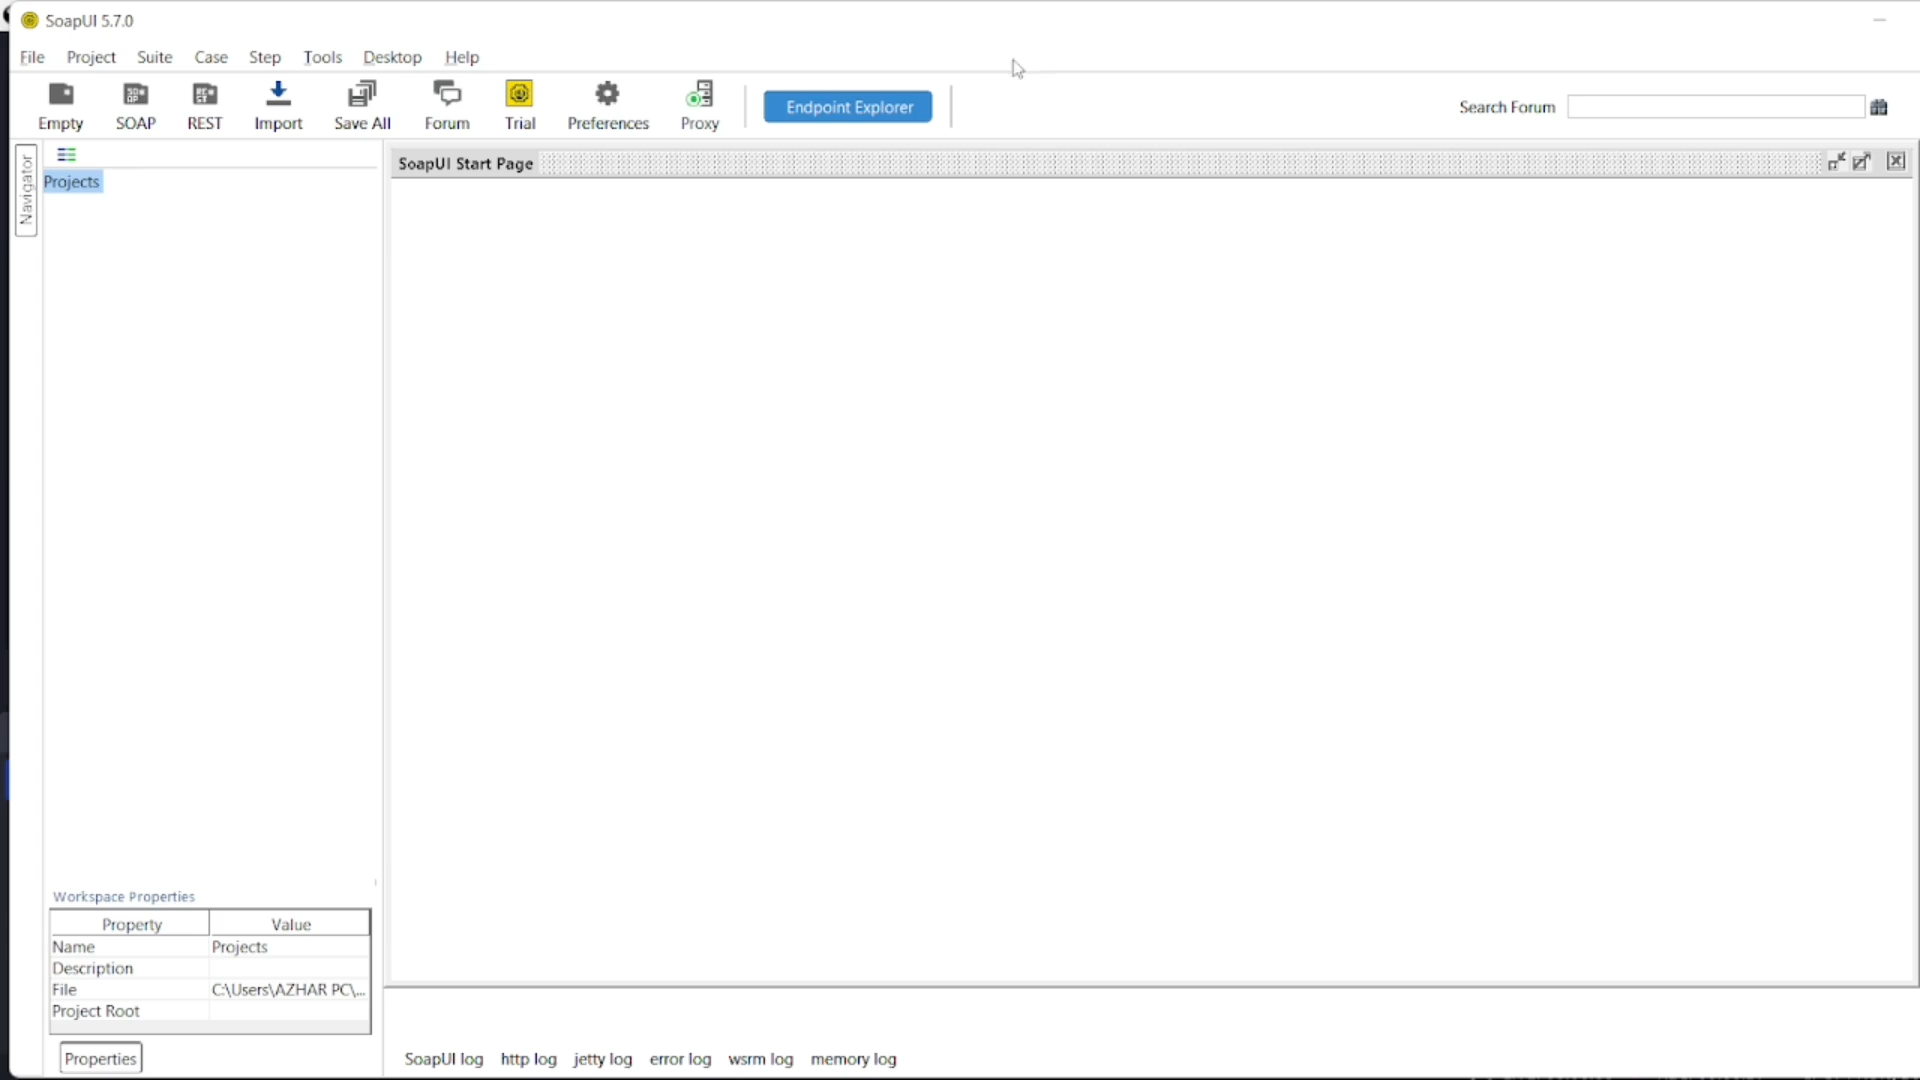 SoapUI 5.7.0
File Project Suite Case Step Tools Desktop Help
Empty SOAP REST Import Save All Forum Trial Preferences Proxy Endpoint Explorer Search Forum
Navigator
Projects
SoapUI Start Page
Workspace Properties
Property Value
Name Projects
Description
File C:\Users\AZHAR PC\...
Project Root
Properties
SoapUI log http log jetty log error log wsrm log memory log